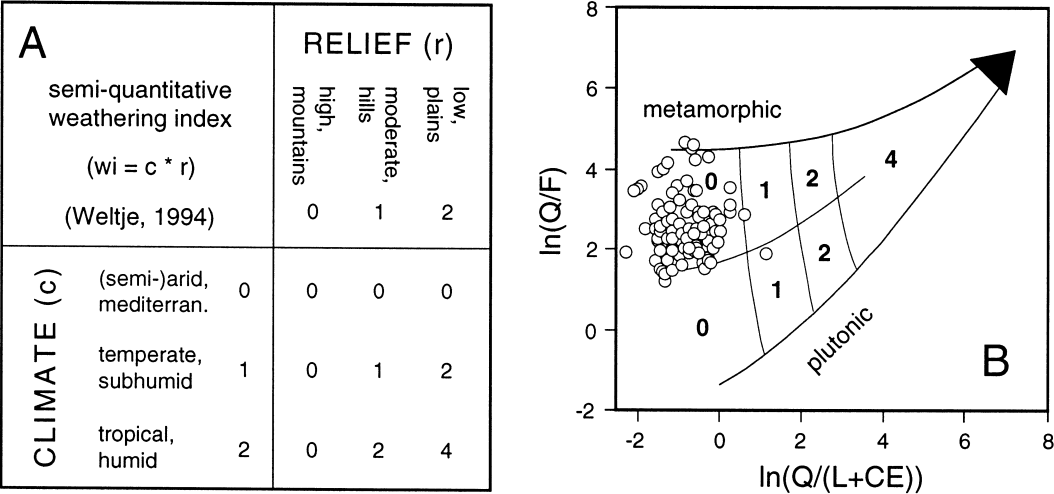 A
RELIEF (r)
semi-quantitative
weathering index
(wi = c * r)
(Weltje, 1994)
high,
mountains
moderate,
hills
low,
plains
0 1 2
CLIMATE (c)
(semi-)arid,
mediterran.
0 0 0 0
temperate,
subhumid
1 0 1 2
tropical,
humid
2 0 2 4
ln(Q/F)
8
6
4
2
0
-2
metamorphic
0 1 2 4
0 1 2
plutonic
B
-2 0 2 4 6 8
ln(Q/(L+CE))